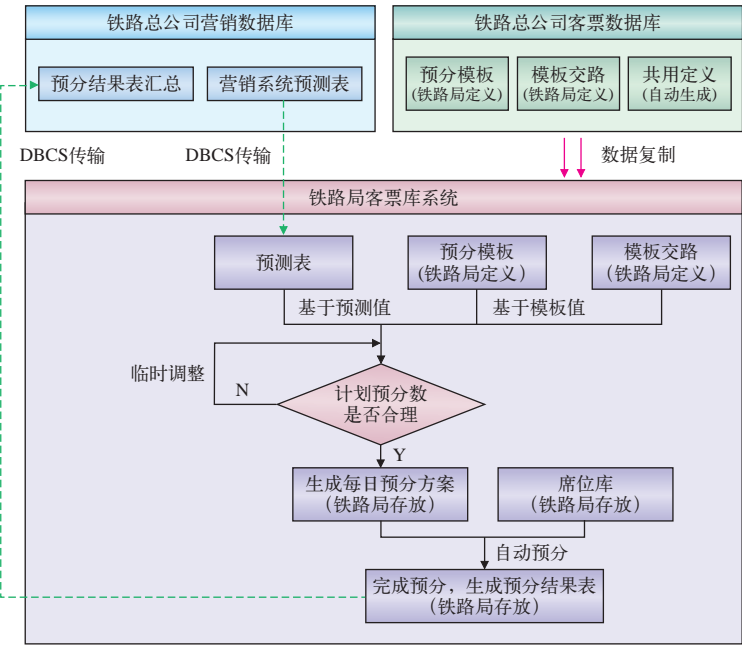 铁路总公司营销数据库
铁路总公司客票数据库
预分结果表汇总
营销系统预测表
预分模板
(铁路局定义)
模板交路
(铁路局定义)
共用定义
(自动生成)
DBCS传输
DBCS传输
数据复制
铁路局客票库系统
预测表
预分模板
(铁路局定义）
模板交路
（铁路局定义）
基于预测值
基于模板值
临时调整
N
计划预分数
是否合理
Y
生成每日预分方案
（铁路局存放）
席位库
（铁路局存放）
自动预分
完成预分，生成预分结果表
（铁路局存放）